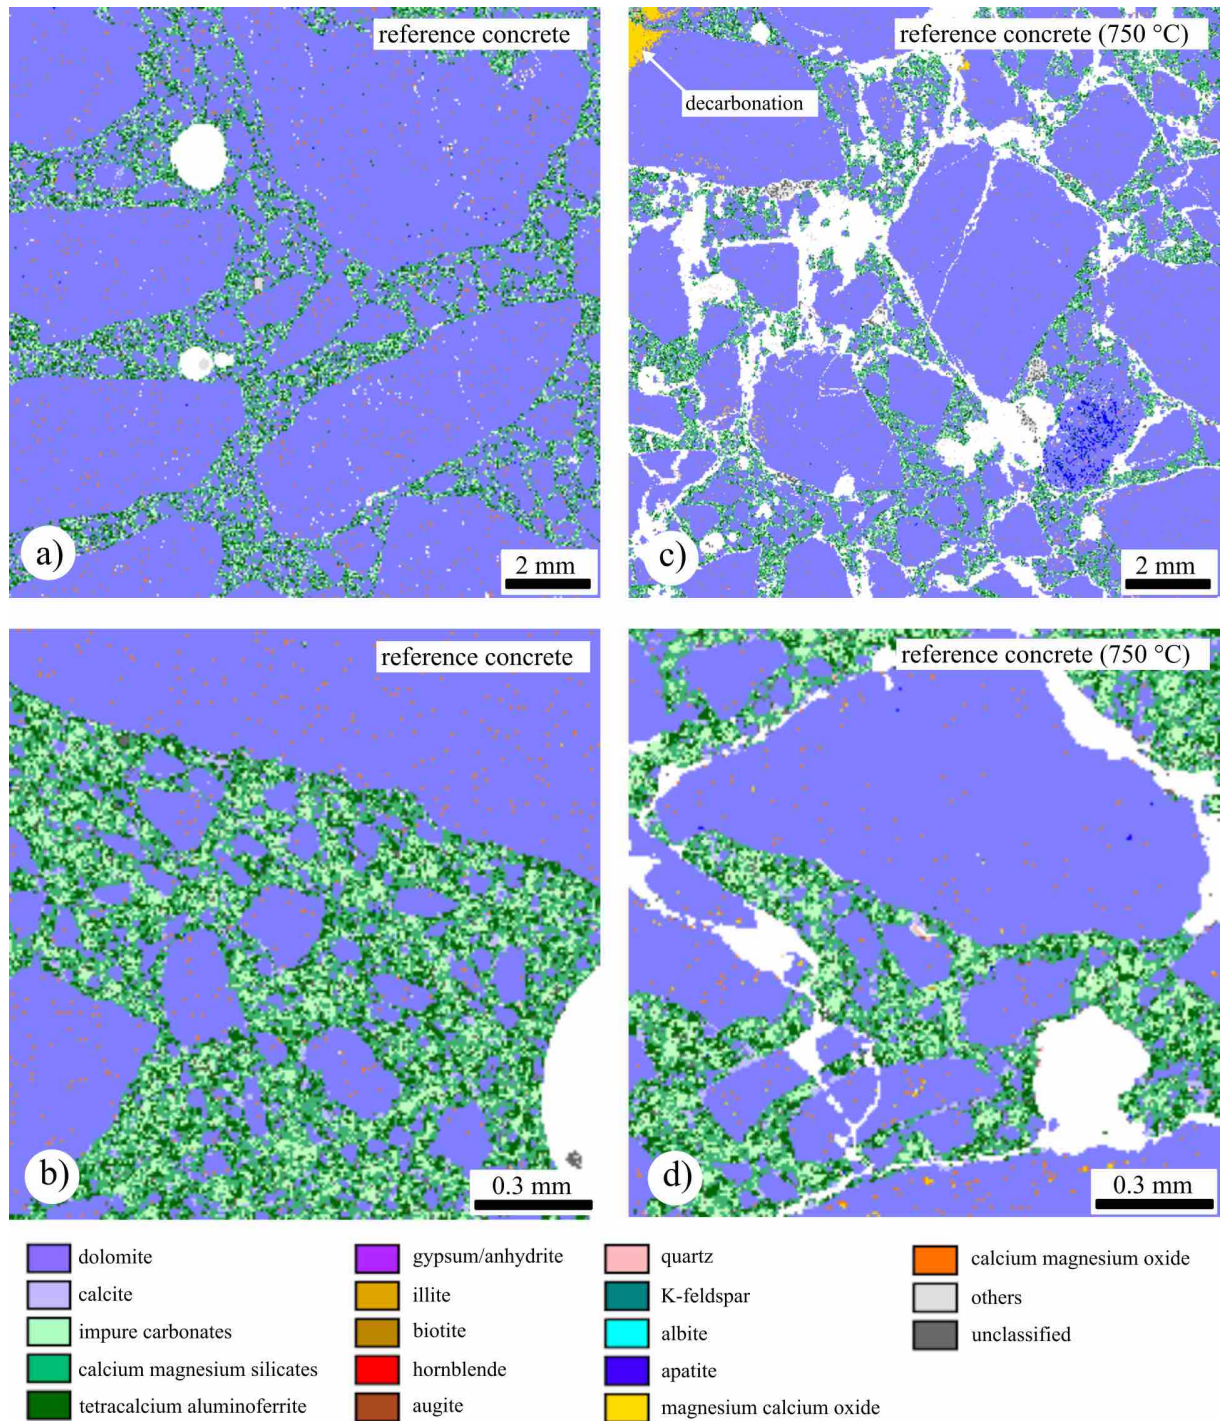 reference concrete
a)
2 mm
reference concrete (750 °C)
decarbonation
c)
2 mm
reference concrete
b)
0.3 mm
reference concrete (750 °C)
d)
0.3 mm
dolomite
calcite
impure carbonates
calcium magnesium silicates
tetracalcium aluminoferrite
gypsum/anhydrite
illite
biotite
hornblende
augite
quartz
K-feldspar
albite
apatite
magnesium calcium oxide
calcium magnesium oxide
others
unclassified